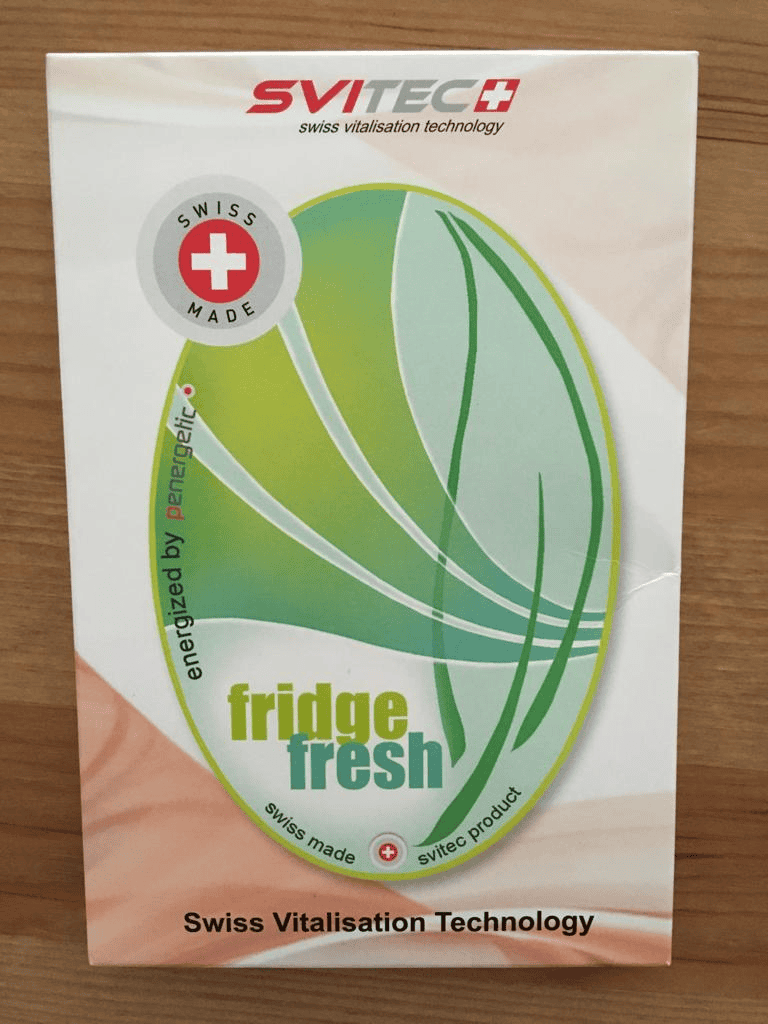 SVITEC
swiss vitalisation technology
SWISS
MADE
energized by penergetic
fridge
fresh
swiss made
svitec product
Swiss Vitalisation Technology